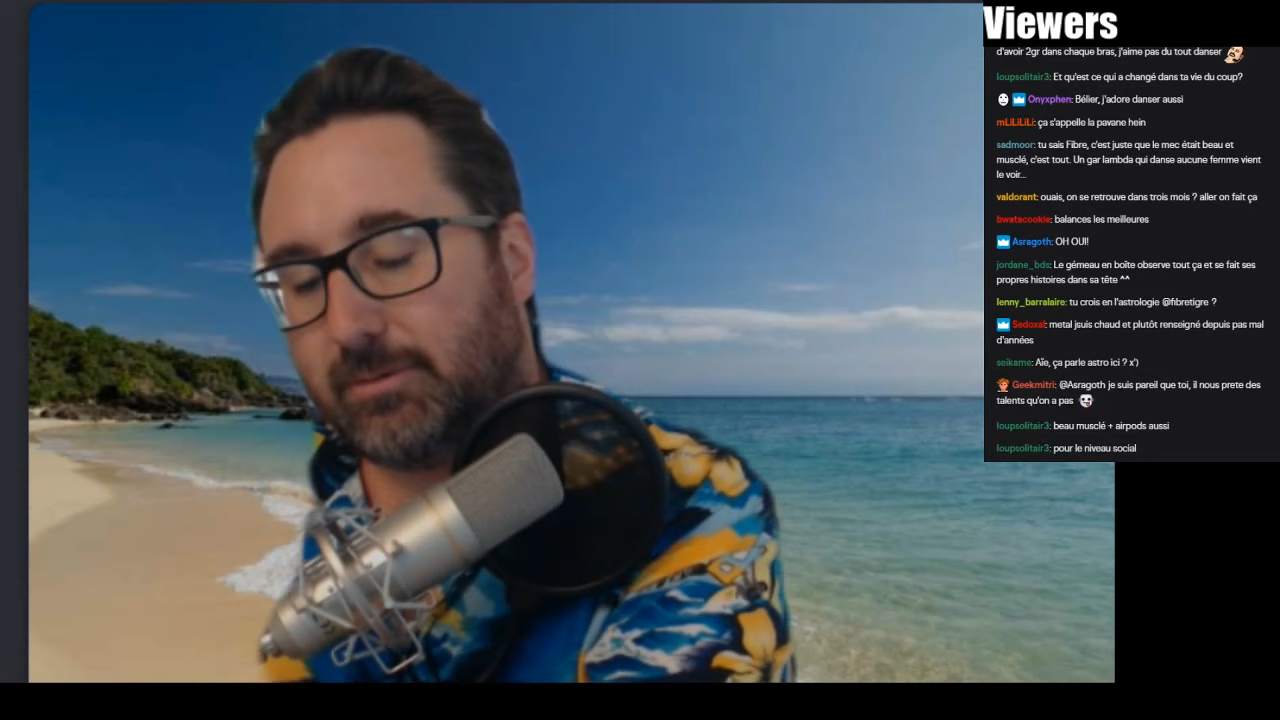 Viewers
d'avoir 2gr dans chaque bras, j'aime pas du tout danser
loupsolitair3: Et qu'est ce qui a changé dans ta vie du coup?
Onyxphen: Bélier, j'adore danser aussi
mLiLiLiLi: ça s'appelle la pavane hein
sadmoor: tu sais Fibre, c'est juste que le mec était beau et
musclé, c'est tout. Un gar lambda qui danse aucune femme vient
le voir...
valdorant: ouais, on se retrouve dans trois mois ? aller on fait ça
bwatacookie: balances les meilleures
Asragoth: OH OUI!
jordane_bds: Le gémeau en boîte observe tout ça et se fait ses
propres histoires dans sa tête ^^
lenny_barralaire: tu crois en l'astrologie @fibretigre ?
Sedoxal: metal jsuis chaud et plutôt renseigné depuis pas mal
d'années
seikame: Aïe, ça parle astro ici ? x')
Geekmitri: @Asragoth je suis pareil que toi, il nous prete des
talents qu'on a pas
loupsolitair3: beau musclé + airpods aussi
loupsolitair3: pour le niveau social